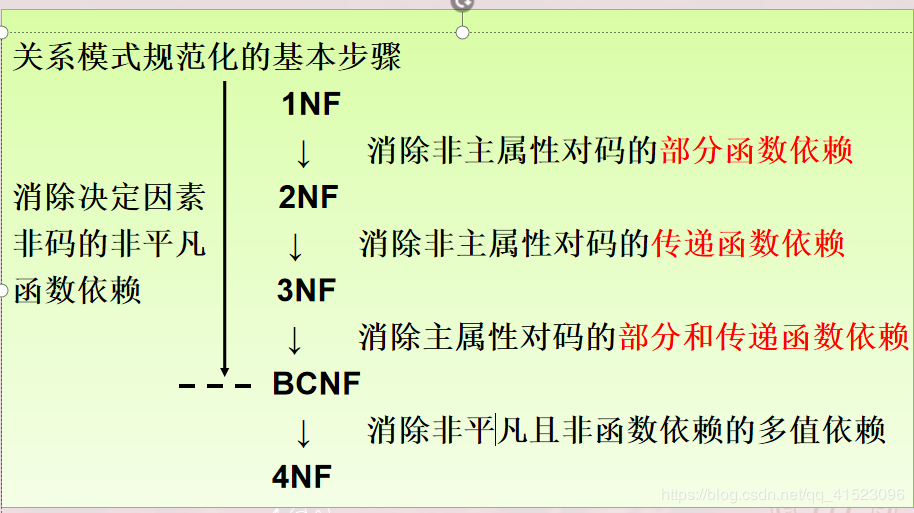 关系模式规范化的基本步骤
1NF
↓ 消除非主属性对码的部分函数依赖
消除决定因素
2NF
非码的非平凡
↓ 消除非主属性对码的传递函数依赖
函数依赖
3NF
↓ 消除主属性对码的部分和传递函数依赖
BCNF
↓ 消除非平凡且非函数依赖的多值依赖
4NF
https://blog.csdn.net/qq_41523096